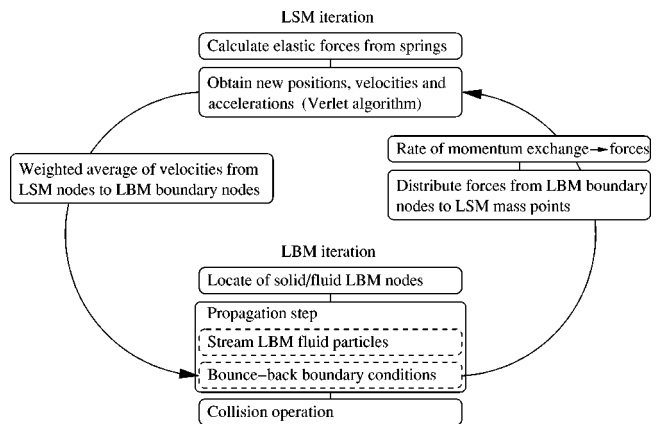 LSM iteration
Calculate elastic forces from springs
Obtain new positions, velocities and
accelerations (Verlet algorithm)
Weighted average of velocities from
LSM nodes to LBM boundary nodes
Rate of momentum exchange→forces
Distribute forces from LBM boundary
nodes to LSM mass points
LBM iteration
Locate of solid/fluid LBM nodes
Propagation step
Stream LBM fluid particles
Bounce−back boundary conditions
Collision operation